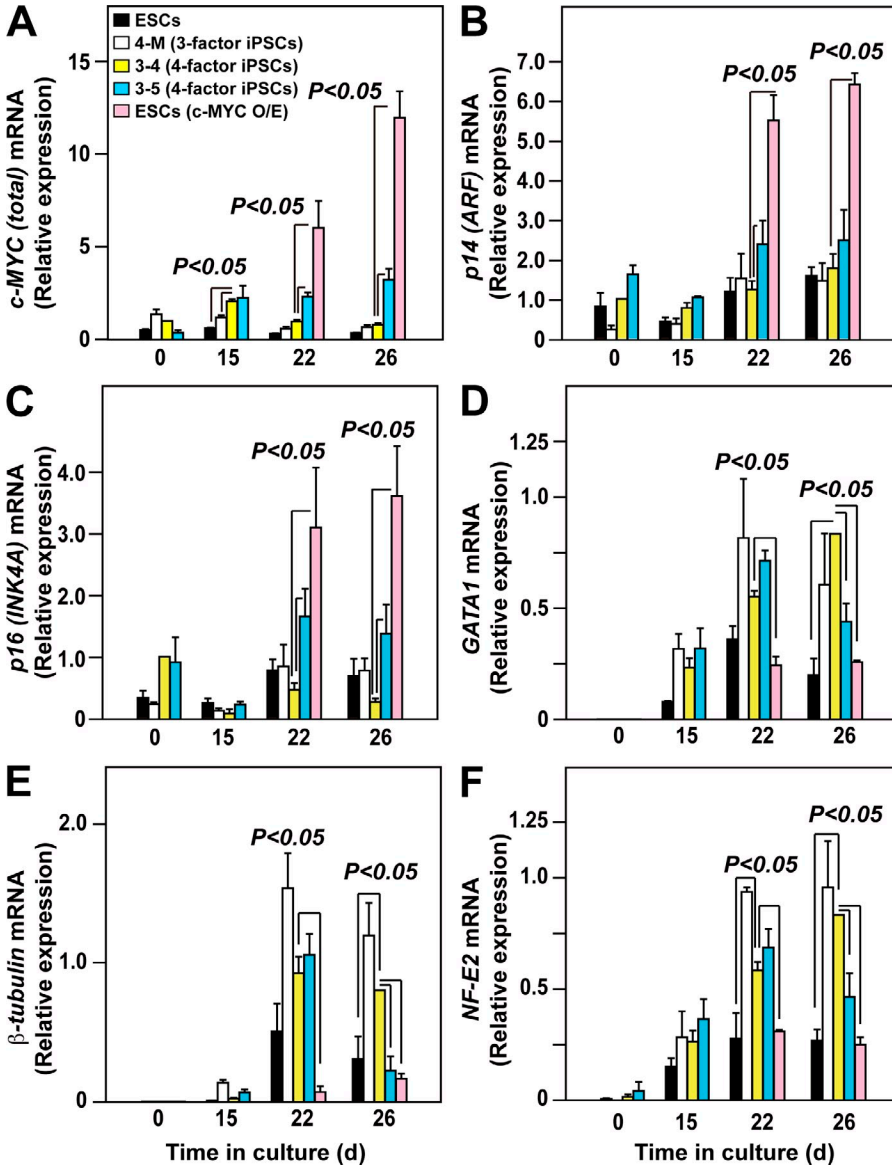 A
ESCs
4-M (3-factor iPSCs)
3-4 (4-factor iPSCs)
3-5 (4-factor iPSCs)
ESCs (c-MYC O/E)
c-MYC (total) mRNA
(Relative expression)
15
10
5
0
P<0.05
P<0.05
P<0.05
0 15 22 26
B
p14 (ARF) mRNA
(Relative expression)
7.0
6.0
5.0
4.0
3.0
2.0
1.0
0
P<0.05
P<0.05
0 15 22 26
C
p16 (INK4A) mRNA
(Relative expression)
4.0
3.0
2.0
1.0
0
P<0.05
P<0.05
0 15 22 26
D
GATA1 mRNA
(Relative expression)
1.25
1.0
0.5
0
P<0.05
P<0.05
0 15 22 26
E
β-tubulin mRNA
(Relative expression)
2.0
1.0
0
P<0.05
P<0.05
0 15 22 26
Time in culture (d)
F
NF-E2 mRNA
(Relative expression)
1.25
1.0
0.5
0
P<0.05
P<0.05
0 15 22 26
Time in culture (d)